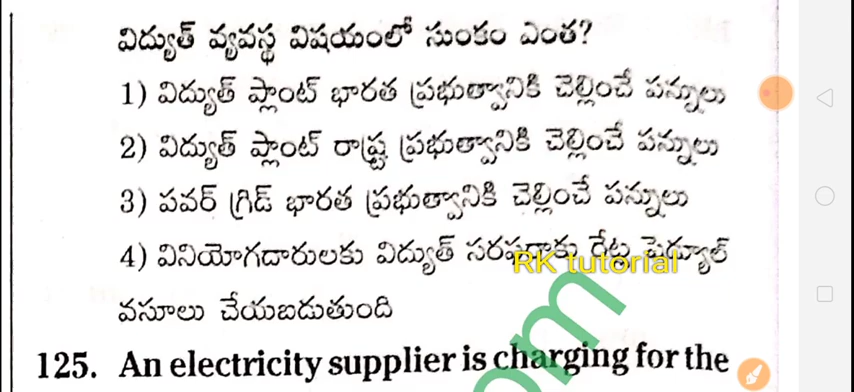 విద్యుత్ వ్యవస్థ విషయంలో సుంకం ఎంత?
1) విద్యుత్ ప్లాంట్ భారత ప్రభుత్వానికి చెల్లించే పన్నులు
2) విద్యుత్ ప్లాంట్ రాష్ట్ర ప్రభుత్వానికి చెల్లించే పన్నులు
3) పవర్ గ్రిడ్ భారత ప్రభుత్వానికి చెల్లించే పన్నులు
4) వినియోగదారులకు విద్యుత్ సరఫరాకు రేట్ల షెడ్యూల్
RK tutorial
వసూలు చేయబడుతుంది
om
125. An electricity supplier is charging for the